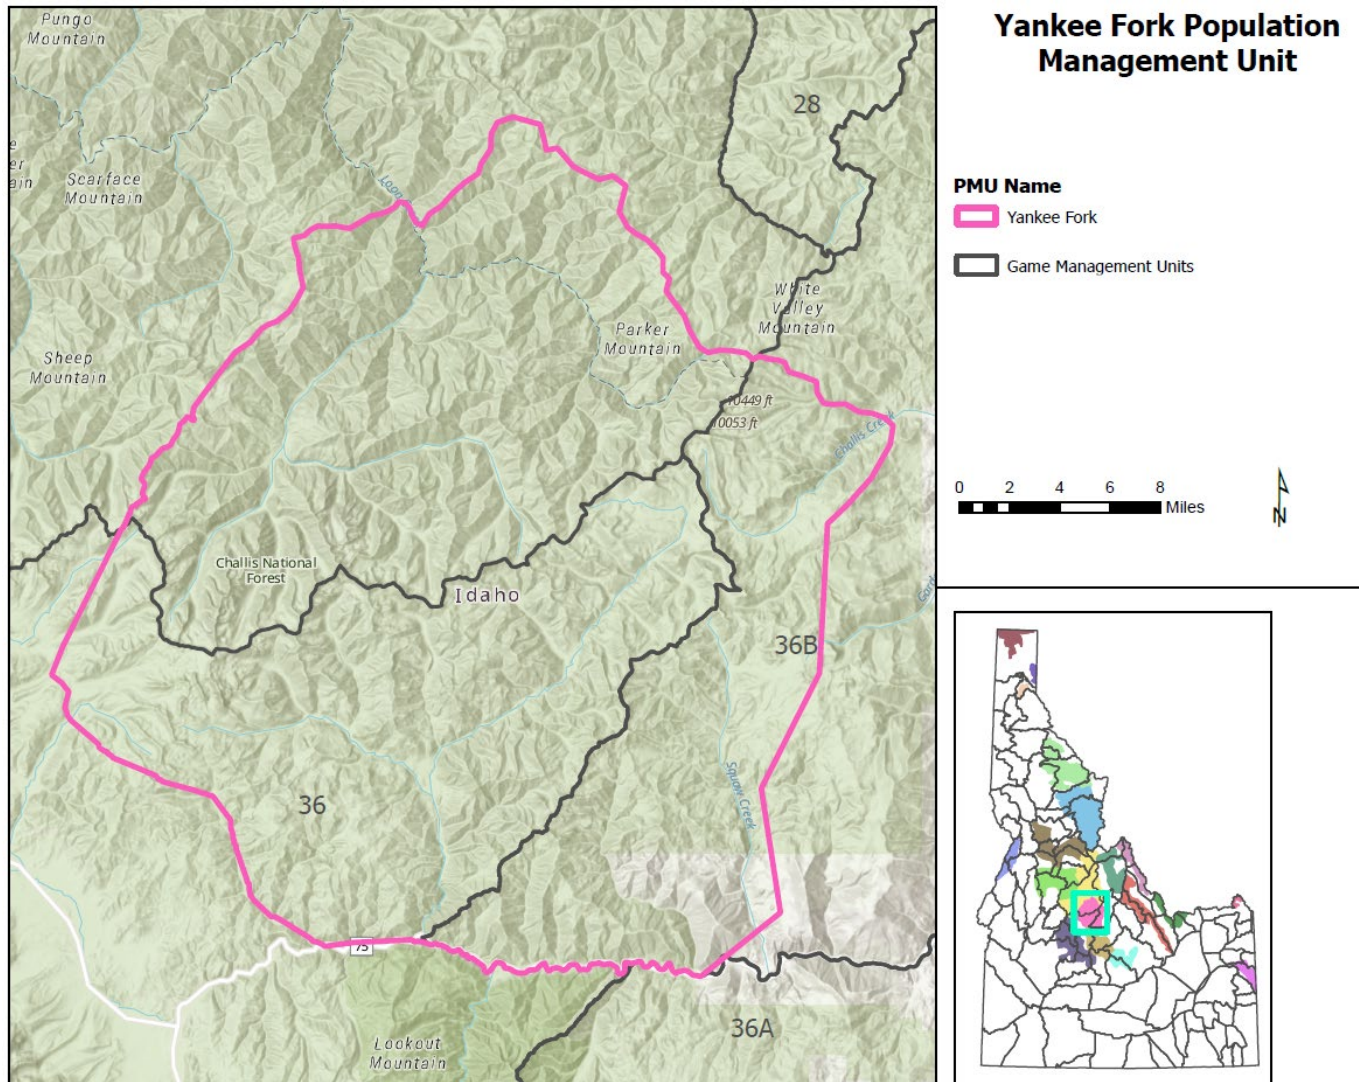 Yankee Fork Population
Management Unit
PMU Name
Yankee Fork
Game Management Units
0 2 4 6 8
Miles
N
Pungo
Mountain
28
Scarface
Mountain
Loon
White
Valley
Mountain
Parker
Mountain
Sheep
Mountain
10449 ft
10053 ft
Challis Creek
Challis National
Forest
Idaho
36B
Squaw Creek
36
75
36A
Lookout
Mountain